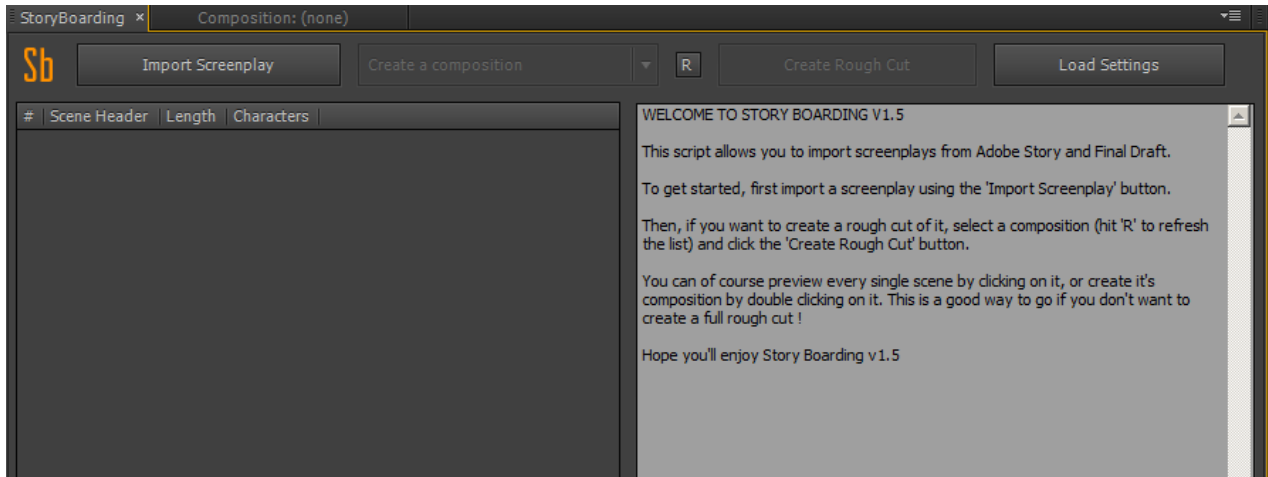 StoryBoarding ×
Composition: (none)
Sb
Import Screenplay
Create a composition
R
Create Rough Cut
Load Settings
# Scene Header Length Characters
WELCOME TO STORY BOARDING V1.5
This script allows you to import screenplays from Adobe Story and Final Draft.
To get started, first import a screenplay using the 'Import Screenplay' button.
Then, if you want to create a rough cut of it, select a composition (hit 'R' to refresh
the list) and click the 'Create Rough Cut' button.
You can of course preview every single scene by clicking on it, or create it's
composition by double clicking on it. This is a good way to go if you don't want to
create a full rough cut !
Hope you'll enjoy Story Boarding v1.5